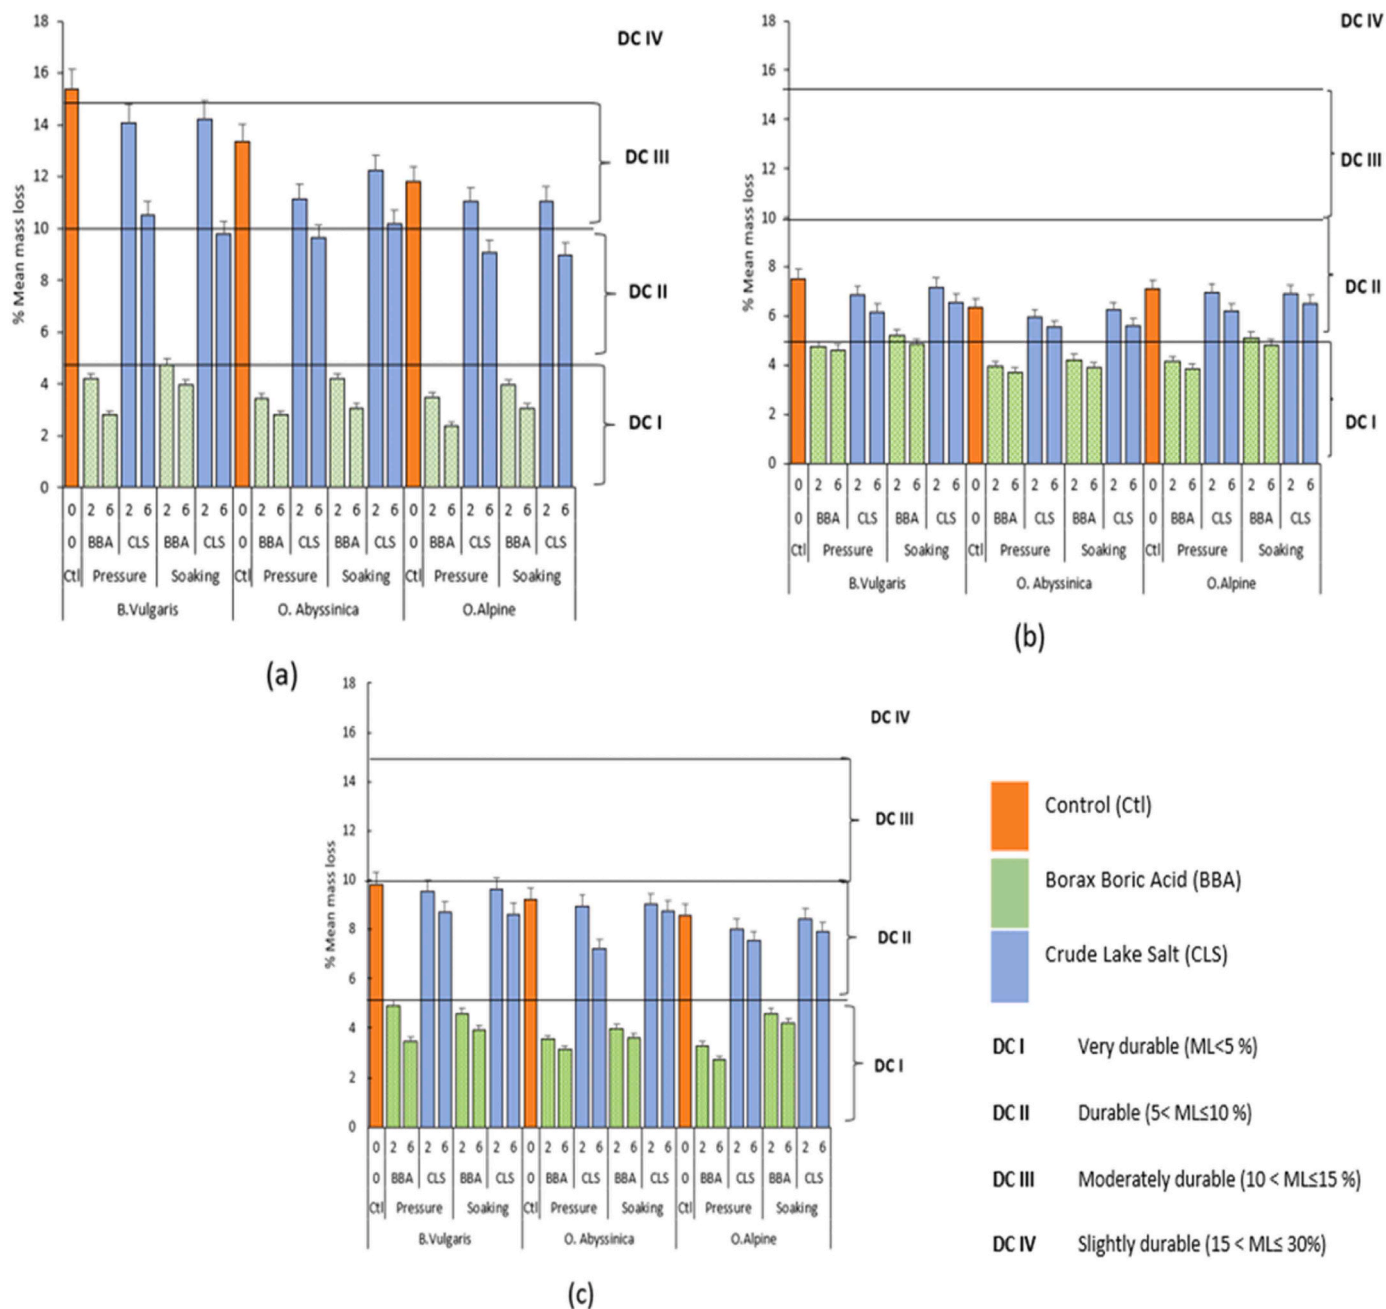 18
16
14
12
10
8
6
4
2
0
% Mean mass loss
DC IV
DC III
DC II
DC I
0 2 6 2 6 2 6 2 6 0 2 6 2 6 2 6 2 6 0 2 6 2 6 2 6 2 6
0 BBA CLS BBA CLS 0 BBA CLS BBA CLS 0 BBA CLS BBA CLS
Ctl Pressure Soaking Ctl Pressure Soaking Ctl Pressure Soaking
B.Vulgaris O. Abyssinica O.Alpine
(a)
18
16
14
12
10
8
6
4
2
0
% Mean mass loss
DC IV
DC III
DC II
DC I
0 2 6 2 6 2 6 2 6 0 2 6 2 6 2 6 2 6 0 2 6 2 6 2 6 2 6
0 BBA CLS BBA CLS 0 BBA CLS BBA CLS 0 BBA CLS BBA CLS
Ctl Pressure Soaking Ctl Pressure Soaking Ctl Pressure Soaking
B.Vulgaris O. Abyssinica O.Alpine
(b)
18
16
14
12
10
8
6
4
2
0
% Mean mass loss
DC IV
DC III
DC II
DC I
0 2 6 2 6 2 6 2 6 0 2 6 2 6 2 6 2 6 0 2 6 2 6 2 6 2 6
0 BBA CLS BBA CLS 0 BBA CLS BBA CLS 0 BBA CLS BBA CLS
Ctl Pressure Soaking Ctl Pressure Soaking Ctl Pressure Soaking
B.Vulgaris O. Abyssinica O.Alpine
(c)
Control (Ctl)
Borax Boric Acid (BBA)
Crude Lake Salt (CLS)
DC I Very durable (ML<5 %)
DC II Durable (5< ML≤10 %)
DC III Moderately durable (10 < ML≤15 %)
DC IV Slightly durable (15 < ML≤ 30%)